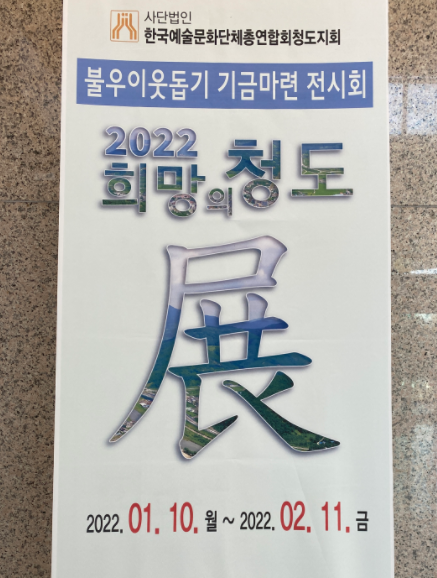 사단법인
한국예술문화단체총연합회청도지회
불우이웃돕기 기금마련 전시회
2022
희망의 청도
展
2022. 01. 10. 월 ~ 2022. 02. 11. 금